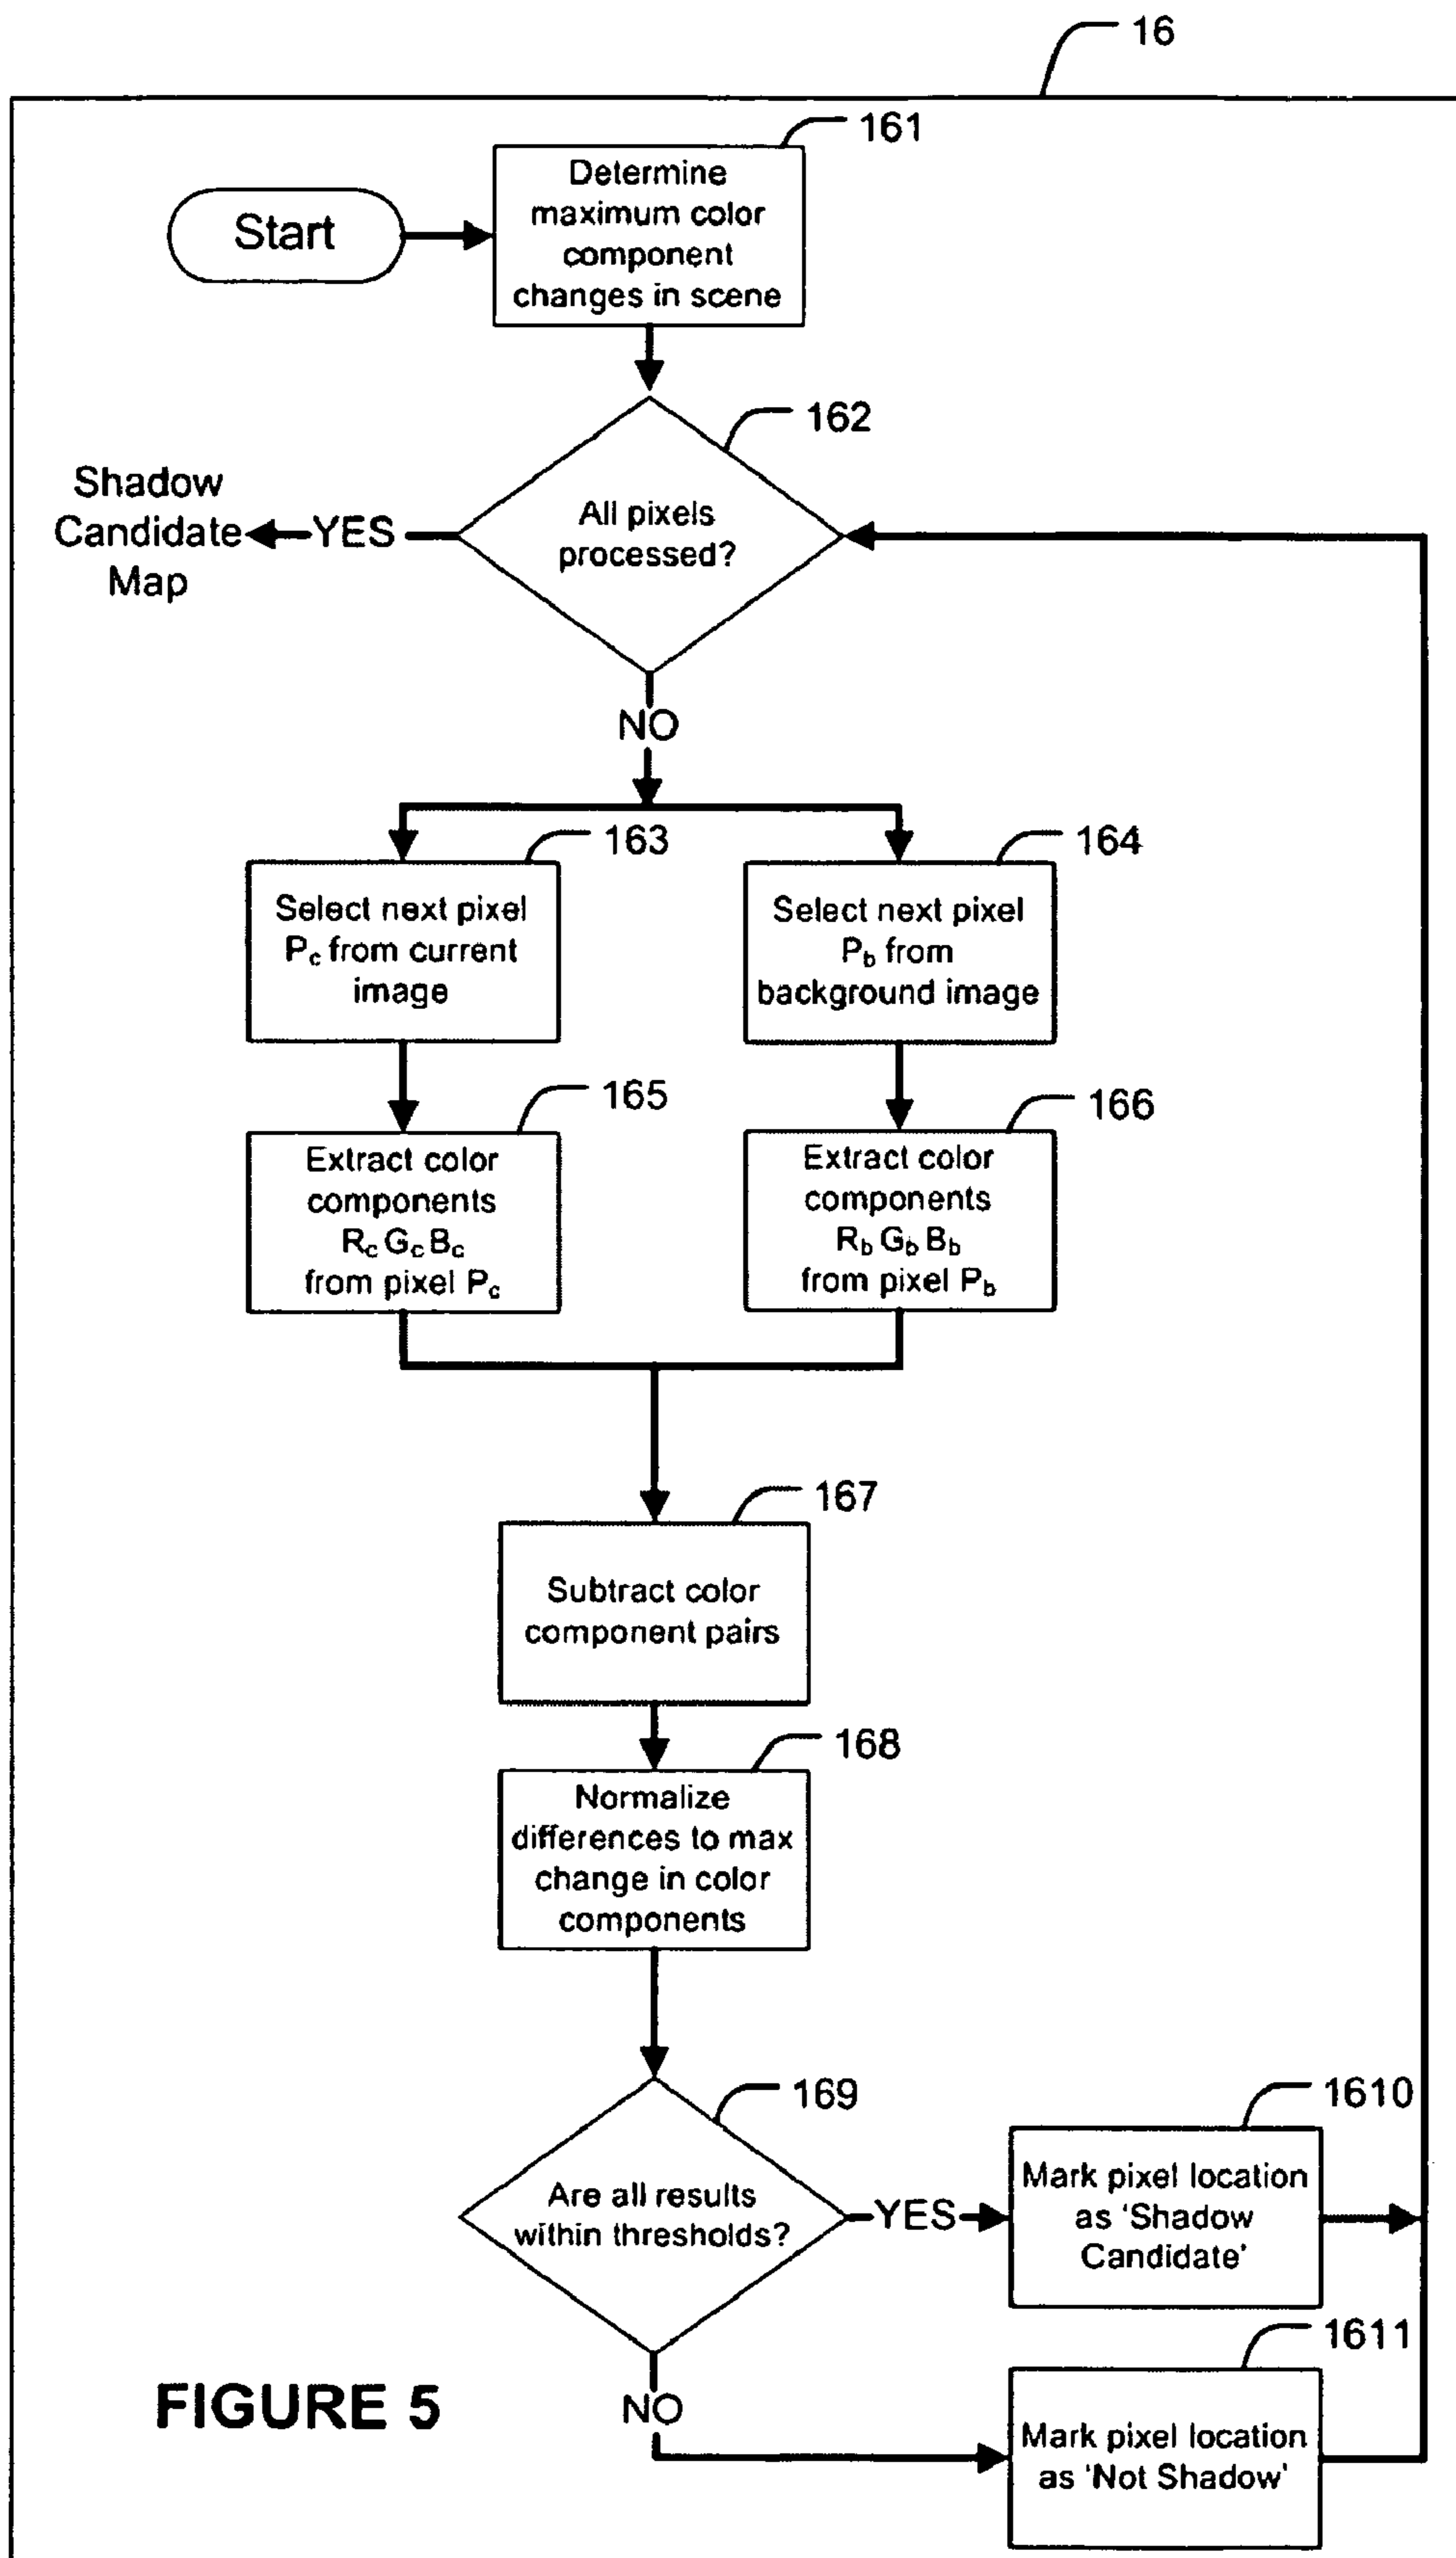 16
161
Start
Determine
maximum color
component
changes in scene
162
All pixels
processed?
YES
Shadow
Candidate
Map
NO
163
Select next pixel
Pc from current
image
164
Select next pixel
Pb from
background image
165
Extract color
components
Rc Gc Bc
from pixel Pc
166
Extract color
components
Rb Gb Bb
from pixel Pb
167
Subtract color
component pairs
168
Normalize
differences to max
change in color
components
169
Are all results
within thresholds?
YES
1610
Mark pixel location
as ‘Shadow
Candidate’
NO
1611
Mark pixel location
as ‘Not Shadow’
FIGURE 5